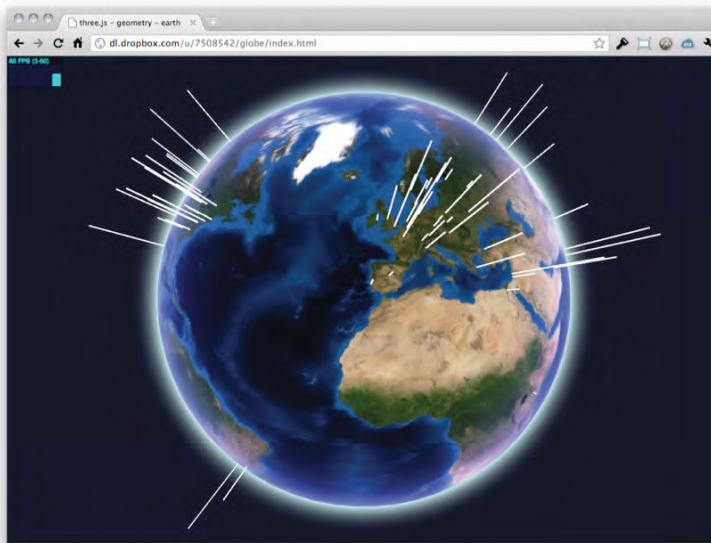 three.js - geometry - earth
dl.dropbox.com/u/7508542/globe/index.html
60 FPS (3-60)